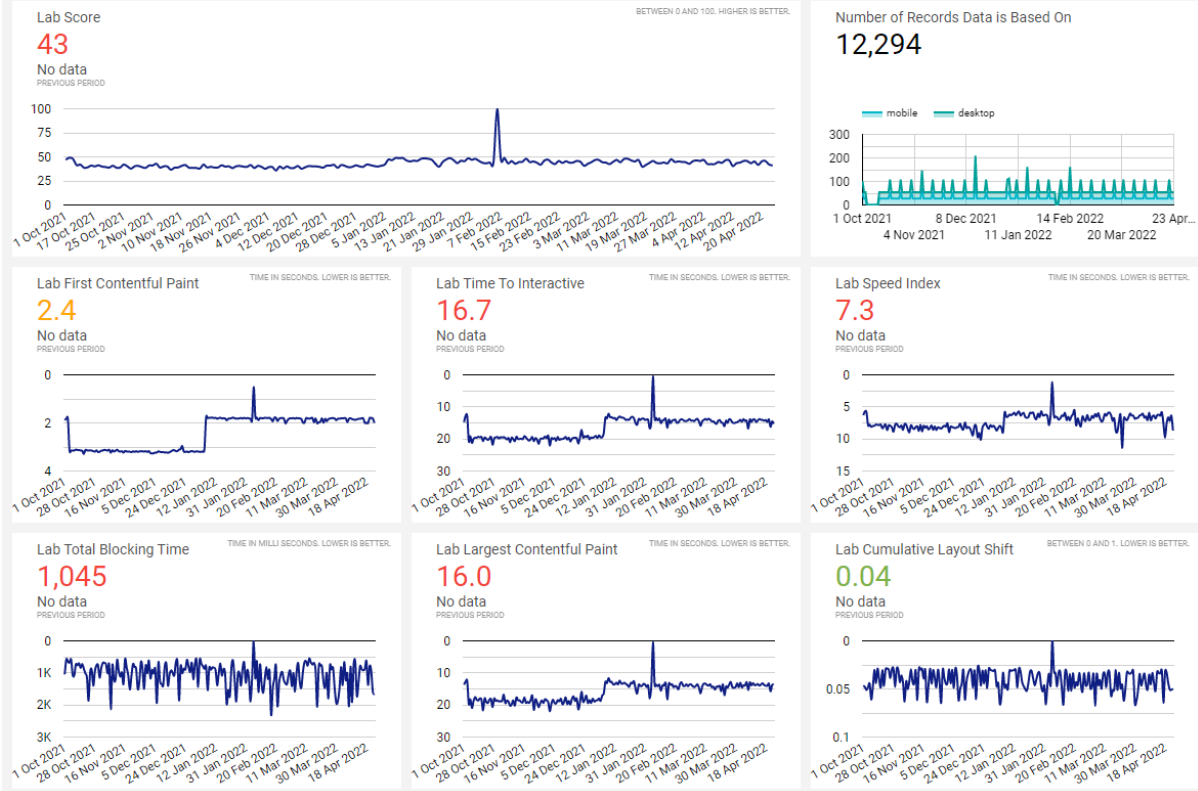 Lab Score
BETWEEN 0 AND 100. HIGHER IS BETTER.
43
No data
PREVIOUS PERIOD
100
75
50
25
0
1 Oct 2021
17 Oct 2021
25 Oct 2021
2 Nov 2021
10 Nov 2021
18 Nov 2021
26 Nov 2021
4 Dec 2021
12 Dec 2021
20 Dec 2021
28 Dec 2021
5 Jan 2022
13 Jan 2022
21 Jan 2022
29 Jan 2022
7 Feb 2022
15 Feb 2022
23 Feb 2022
3 Mar 2022
11 Mar 2022
19 Mar 2022
27 Mar 2022
4 Apr 2022
12 Apr 2022
20 Apr 2022
Number of Records Data is Based On
12,294
mobile desktop
300
200
100
0
1 Oct 2021 8 Dec 2021 14 Feb 2022 23 Apr...
4 Nov 2021 11 Jan 2022 20 Mar 2022
Lab First Contentful Paint
TIME IN SECONDS. LOWER IS BETTER.
2.4
No data
PREVIOUS PERIOD
0
2
4
1 Oct 2021
28 Oct 2021
16 Nov 2021
5 Dec 2021
24 Dec 2021
12 Jan 2022
31 Jan 2022
20 Feb 2022
11 Mar 2022
30 Mar 2022
18 Apr 2022
Lab Time To Interactive
TIME IN SECONDS. LOWER IS BETTER.
16.7
No data
PREVIOUS PERIOD
0
10
20
30
1 Oct 2021
28 Oct 2021
16 Nov 2021
5 Dec 2021
24 Dec 2021
12 Jan 2022
31 Jan 2022
20 Feb 2022
11 Mar 2022
30 Mar 2022
18 Apr 2022
Lab Speed Index
TIME IN SECONDS. LOWER IS BETTER.
7.3
No data
PREVIOUS PERIOD
0
5
10
15
1 Oct 2021
28 Oct 2021
16 Nov 2021
5 Dec 2021
24 Dec 2021
12 Jan 2022
31 Jan 2022
20 Feb 2022
11 Mar 2022
30 Mar 2022
18 Apr 2022
Lab Total Blocking Time
TIME IN MILLI SECONDS. LOWER IS BETTER.
1,045
No data
PREVIOUS PERIOD
0
1K
2K
3K
1 Oct 2021
28 Oct 2021
16 Nov 2021
5 Dec 2021
24 Dec 2021
12 Jan 2022
31 Jan 2022
20 Feb 2022
11 Mar 2022
30 Mar 2022
18 Apr 2022
Lab Largest Contentful Paint
TIME IN SECONDS. LOWER IS BETTER.
16.0
No data
PREVIOUS PERIOD
0
10
20
30
1 Oct 2021
28 Oct 2021
16 Nov 2021
5 Dec 2021
24 Dec 2021
12 Jan 2022
31 Jan 2022
20 Feb 2022
11 Mar 2022
30 Mar 2022
18 Apr 2022
Lab Cumulative Layout Shift
BETWEEN 0 AND 1. LOWER IS BETTER.
0.04
No data
PREVIOUS PERIOD
0
0.05
0.1
1 Oct 2021
28 Oct 2021
16 Nov 2021
5 Dec 2021
24 Dec 2021
12 Jan 2022
31 Jan 2022
20 Feb 2022
11 Mar 2022
30 Mar 2022
18 Apr 2022